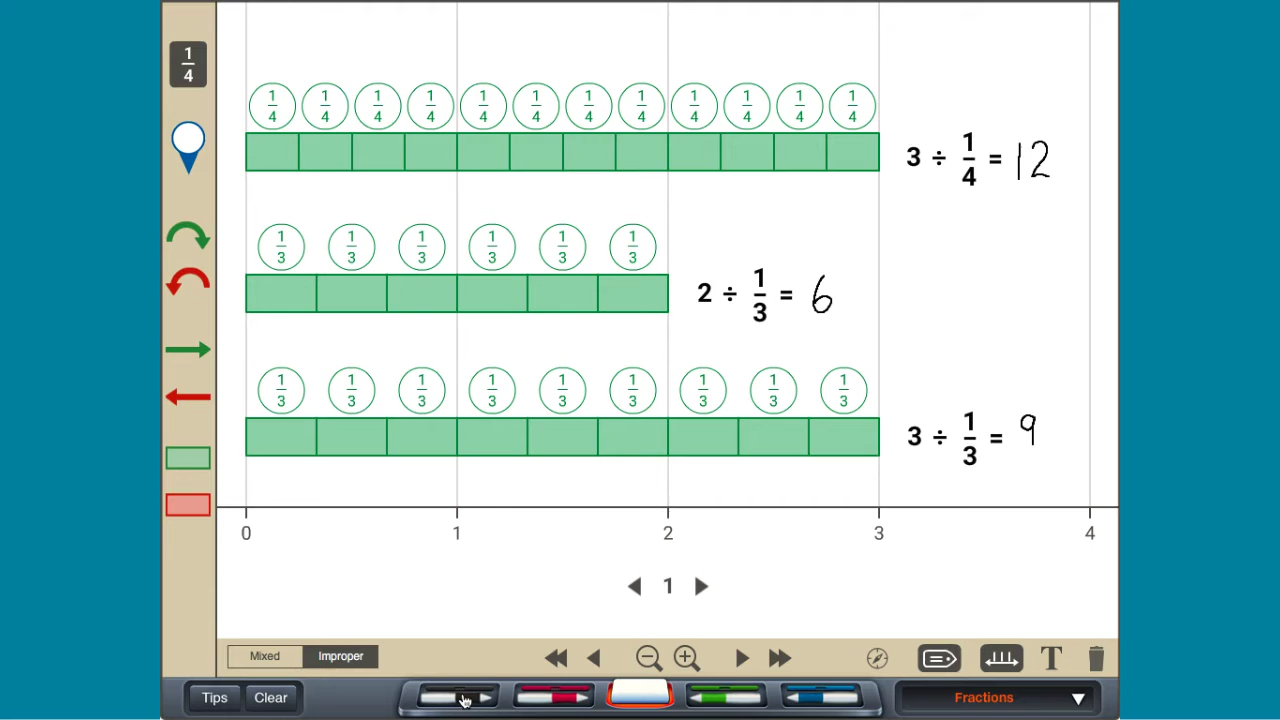 1/4
1/4 1/4 1/4 1/4 1/4 1/4 1/4 1/4 1/4 1/4 1/4 1/4
3 ÷ 1/4 = 12
1/3 1/3 1/3 1/3 1/3 1/3
2 ÷ 1/3 = 6
1/3 1/3 1/3 1/3 1/3 1/3 1/3 1/3 1/3
3 ÷ 1/3 = 9
0 1 2 3 4
1
Mixed Improper T
Tips Clear Fractions